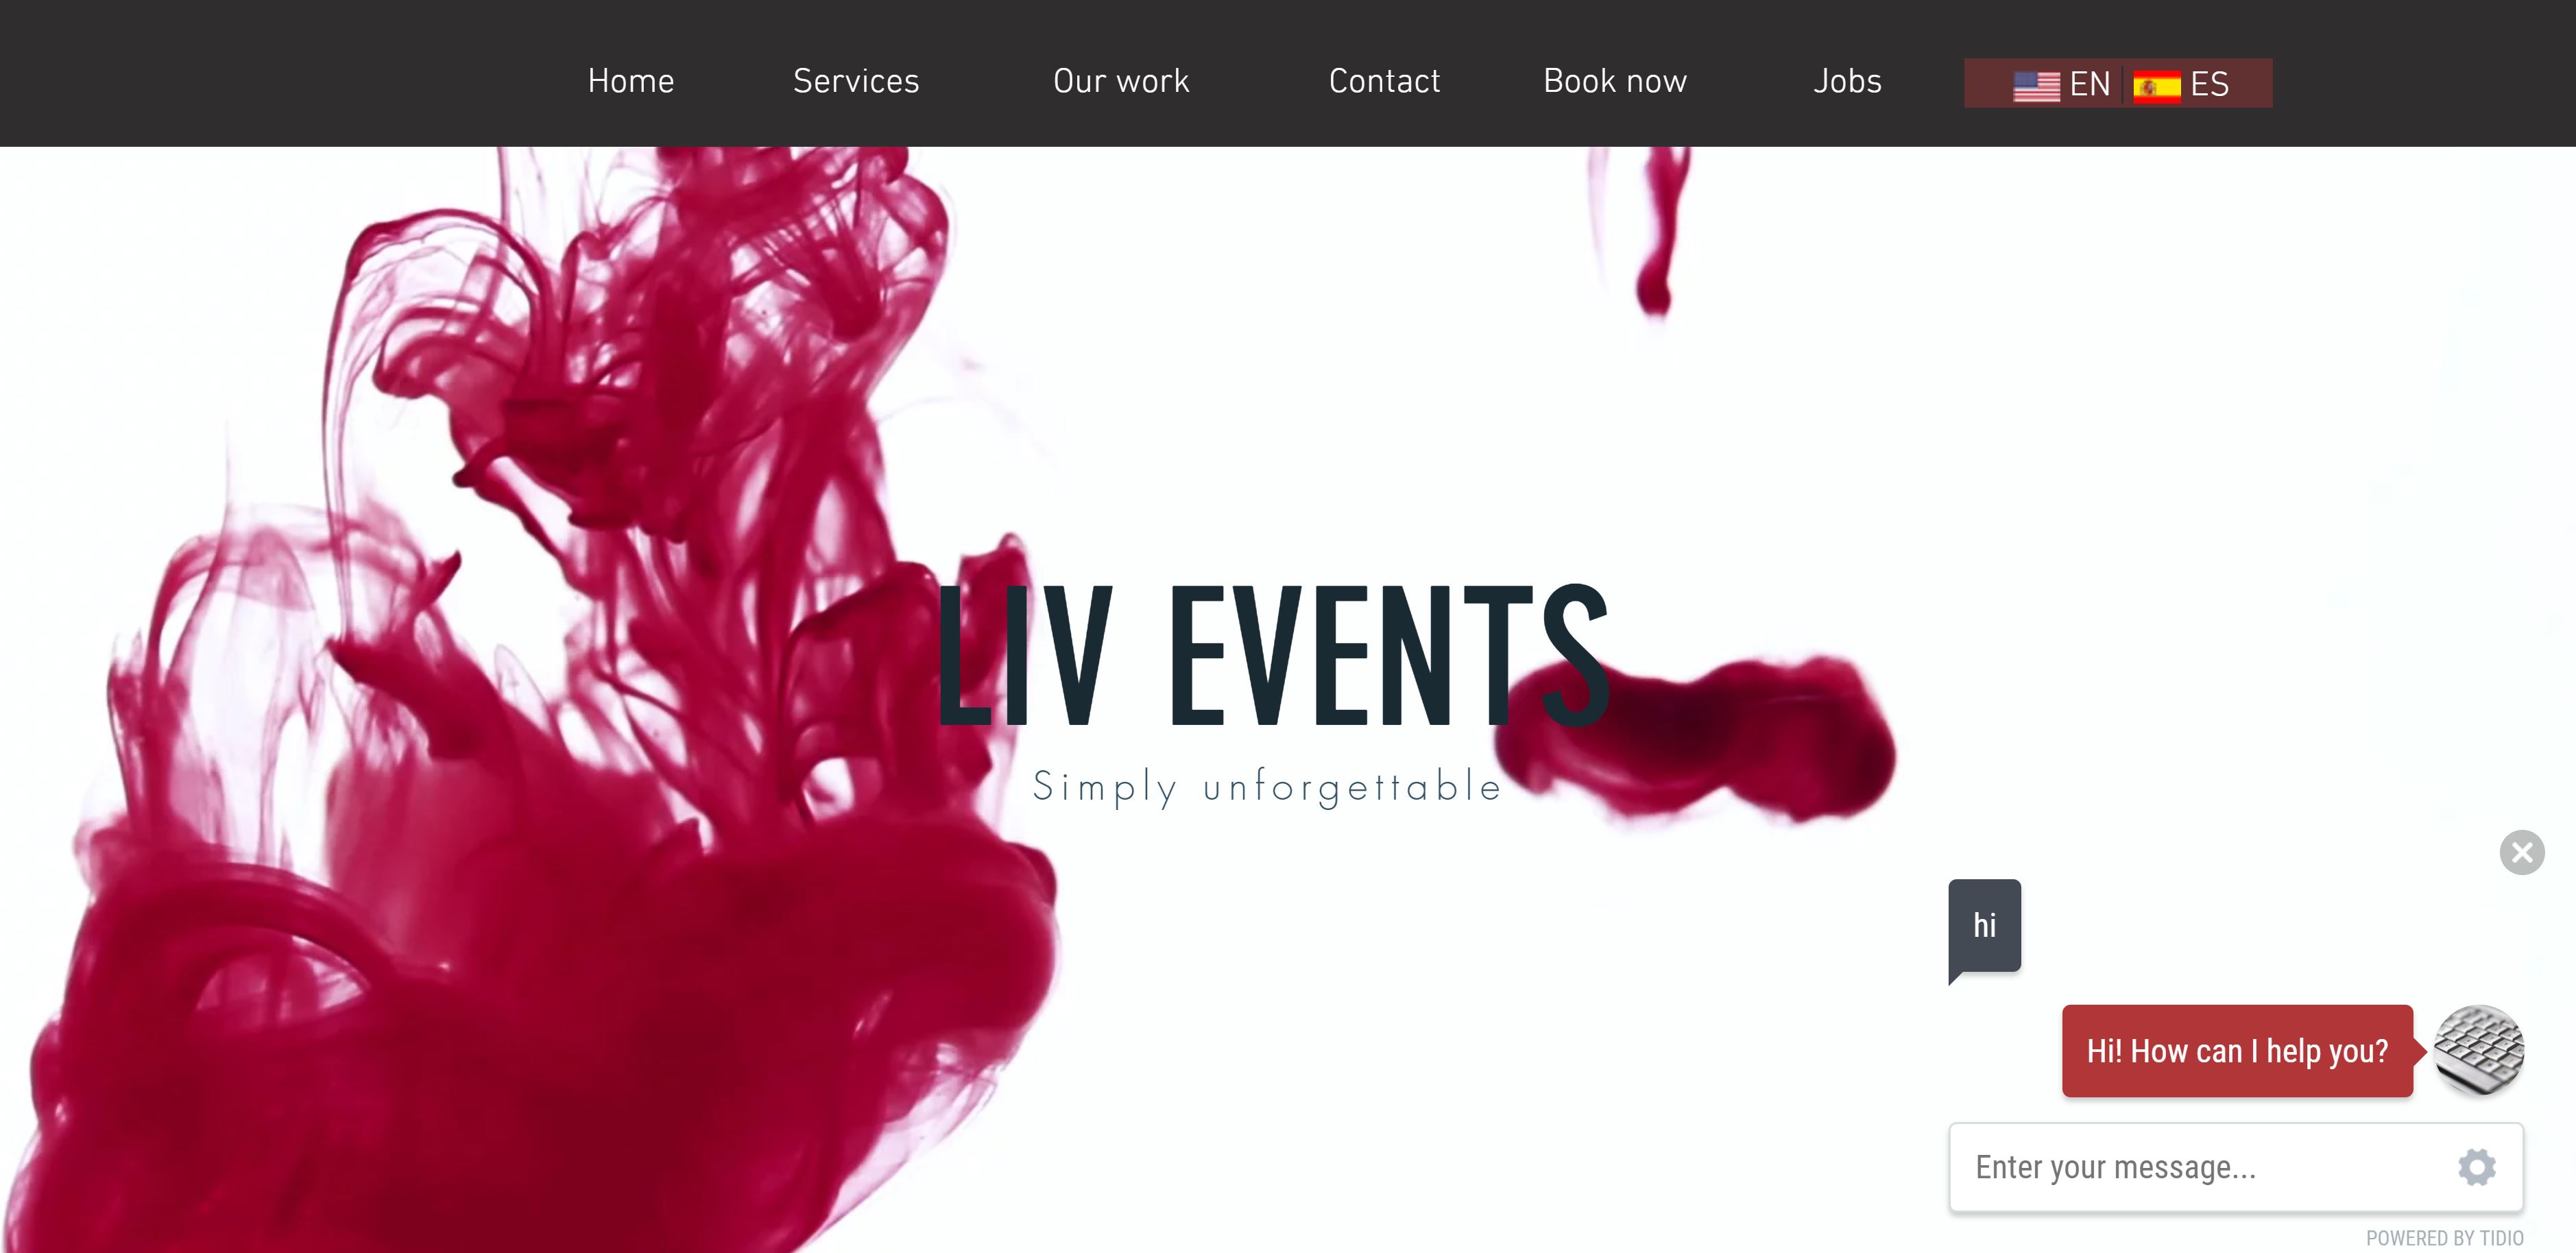 Home Services Our work Contact Book now Jobs EN ES
LIV EVENTS
Simply unforgettable
hi
Hi! How can I help you?
Enter your message...
POWERED BY TIDIO